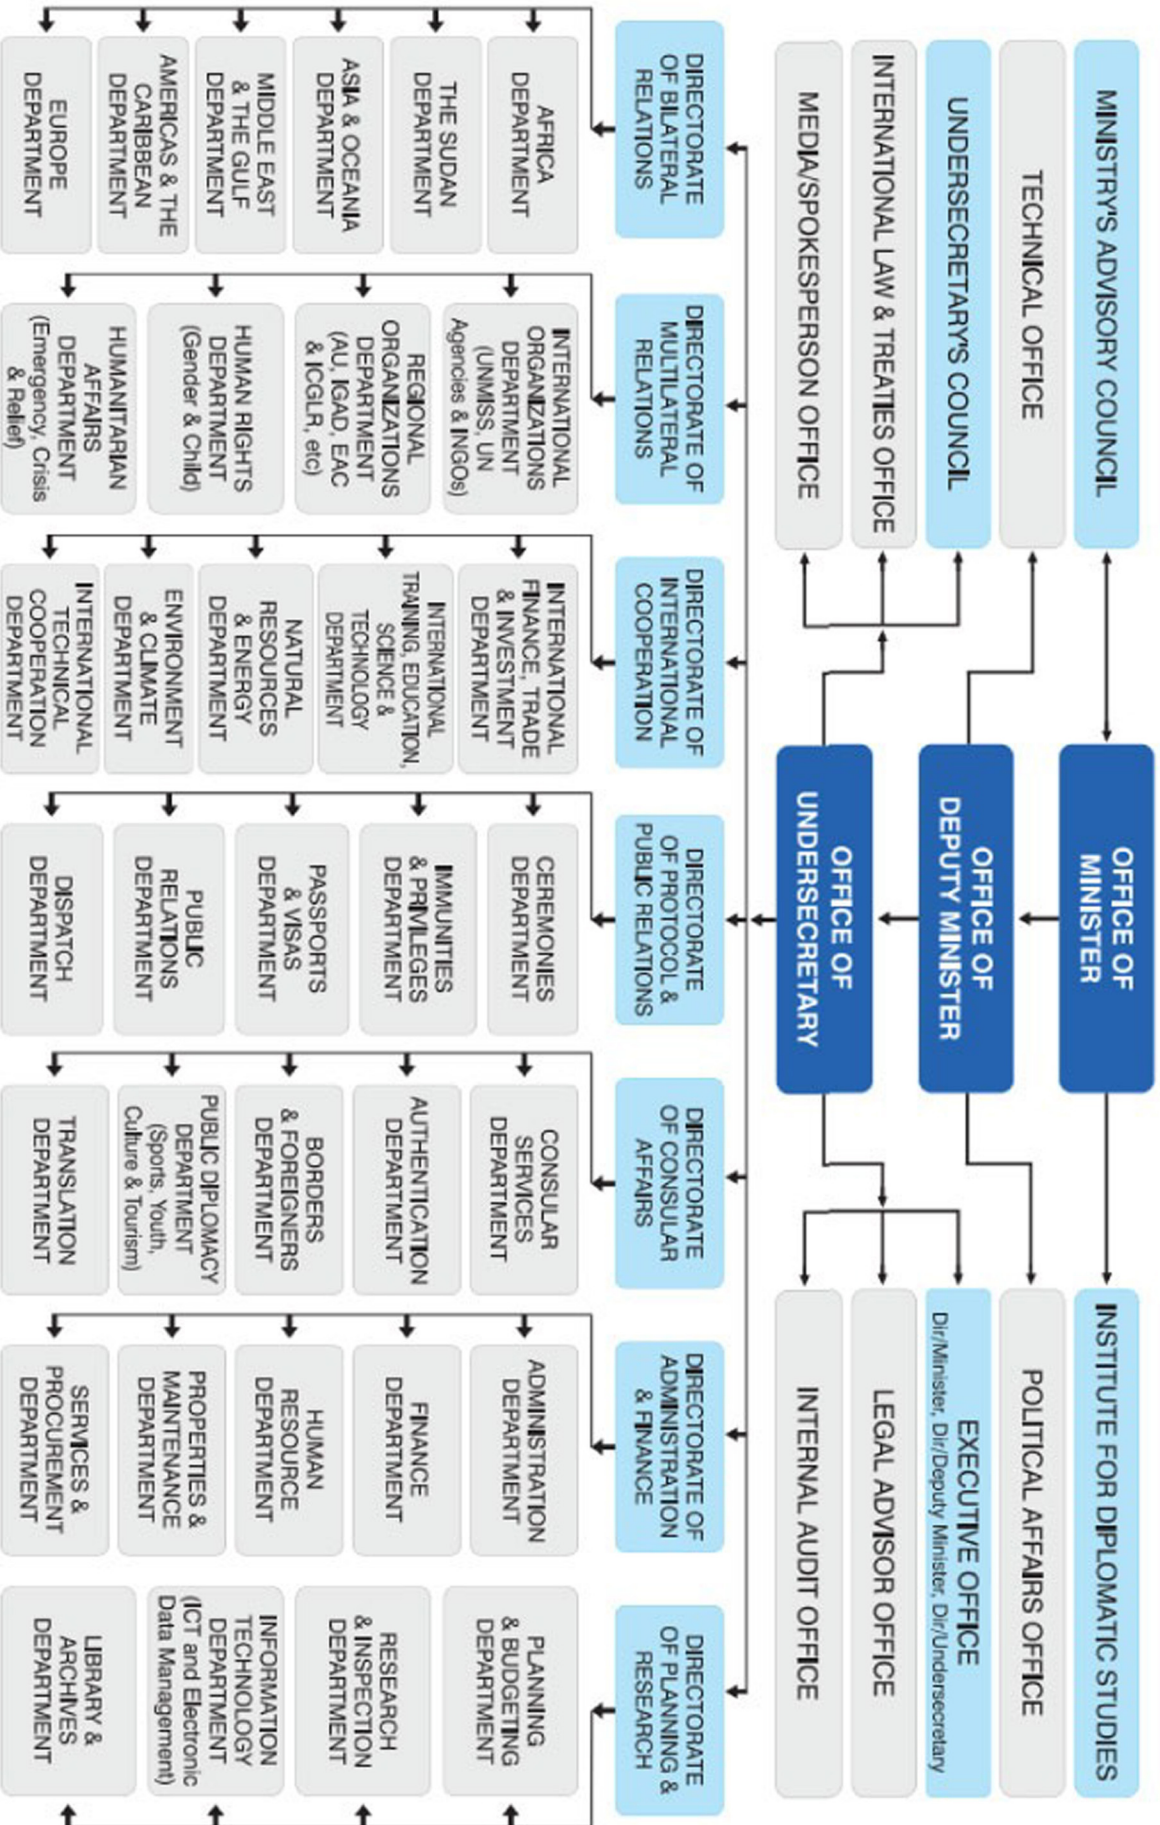 OFFICE OF
MINISTER
MINISTRY'S ADVISORY COUNCIL
INSTITUTE FOR DIPLOMATIC STUDIES
OFFICE OF
DEPUTY MINISTER
TECHNICAL OFFICE
POLITICAL AFFAIRS OFFICE
OFFICE OF
UNDERSECRETARY
UNDERSECRETARY'S COUNCIL
EXECUTIVE OFFICE
Dir/Minister, Dir/Deputy Minister, Dir/Undersecretary
INTERNATIONAL LAW & TREATIES OFFICE
LEGAL ADVISOR OFFICE
MEDIA/SPOKESPERSON OFFICE
INTERNAL AUDIT OFFICE
DIRECTORATE
OF BILATERAL
RELATIONS
AFRICA
DEPARTMENT
THE SUDAN
DEPARTMENT
ASIA & OCEANIA
DEPARTMENT
MIDDLE EAST
& THE GULF
DEPARTMENT
AMERICAS & THE
CARIBBEAN
DEPARTMENT
EUROPE
DEPARTMENT
DIRECTORATE OF
MULTILATERAL
RELATIONS
INTERNATIONAL
ORGANIZATIONS
DEPARTMENT
(UNMISS, UN
Agencies & INGOs)
REGIONAL
ORGANIZATIONS
DEPARTMENT
(AU, IGAD, EAC
& ICGLR, etc)
HUMAN RIGHTS
DEPARTMENT
(Gender & Child)
HUMANITARIAN
AFFAIRS
DEPARTMENT
(Emergency, Crisis
& Relief)
DIRECTORATE OF
INTERNATIONAL
COOPERATION
INTERNATIONAL
FINANCE, TRADE
& INVESTMENT
DEPARTMENT
INTERNATIONAL
TRAINING, EDUCATION,
SCIENCE &
TECHNOLOGY
DEPARTMENT
NATURAL
RESOURCES
& ENERGY
DEPARTMENT
ENVIRONMENT
& CLIMATE
DEPARTMENT
INTERNATIONAL
TECHNICAL
COOPERATION
DEPARTMENT
DIRECTORATE
OF PROTOCOL &
PUBLIC RELATIONS
CEREMONIES
DEPARTMENT
IMMUNITIES
& PRIVILEGES
DEPARTMENT
PASSPORTS
& VISAS
DEPARTMENT
PUBLIC
RELATIONS
DEPARTMENT
DISPATCH
DEPARTMENT
DIRECTORATE
OF CONSULAR
AFFAIRS
CONSULAR
SERVICES
DEPARTMENT
AUTHENTICATION
DEPARTMENT
BORDERS
& FOREIGNERS
DEPARTMENT
PUBLIC DIPLOMACY
DEPARTMENT
(Sports, Youth,
Culture & Tourism)
TRANSLATION
DEPARTMENT
DIRECTORATE OF
ADMINISTRATION
& FINANCE
ADMINISTRATION
DEPARTMENT
FINANCE
DEPARTMENT
HUMAN
RESOURCE
DEPARTMENT
PROPERTIES &
MAINTENANCE
DEPARTMENT
SERVICES &
PROCUREMENT
DEPARTMENT
DIRECTORATE
OF PLANNING &
RESEARCH
PLANNING
& BUDGETING
DEPARTMENT
RESEARCH
& INSPECTION
DEPARTMENT
INFORMATION
TECHNOLOGY
DEPARTMENT
(ICT and Electronic
Data Management)
LIBRARY &
ARCHIVES
DEPARTMENT